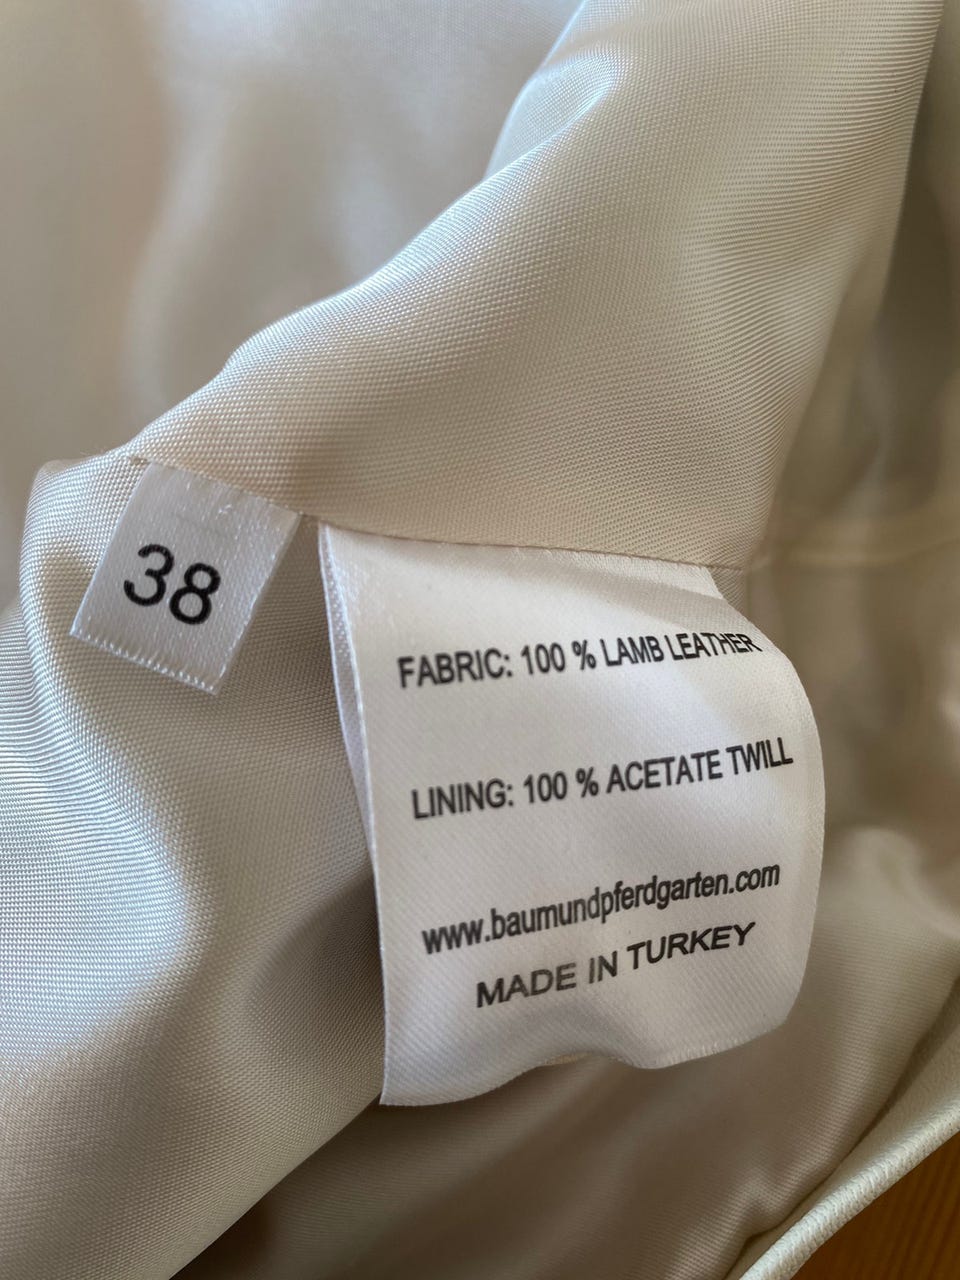 38
FABRIC: 100 % LAMB LEATHER
LINING: 100 % ACETATE TWILL
www.baumundpferdgarten.com
MADE IN TURKEY